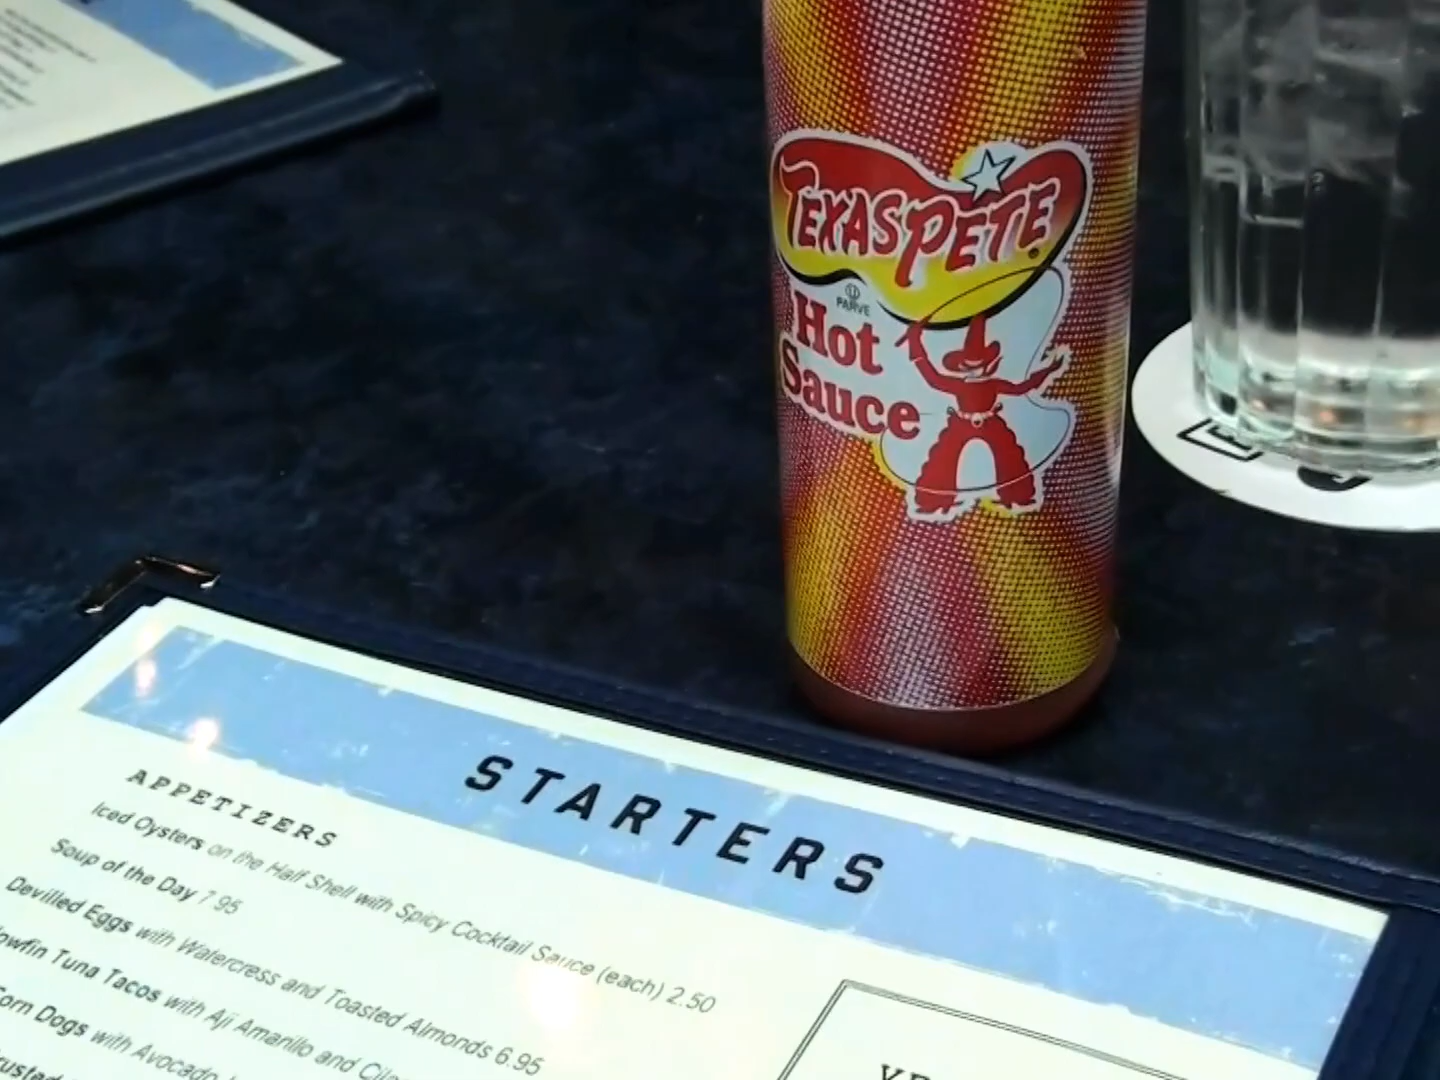 TEXAS PETE®
U
PARVE
Hot
Sauce
STARTERS
APPETIZERS
Iced Oysters on the Half Shell with Spicy Cocktail Sauce (each) 2.50
Soup of the Day 7.95
Devilled Eggs with Watercress and Toasted Almonds 6.95
Tuna Tacos with Aji Amarillo and
Dogs with Avocado